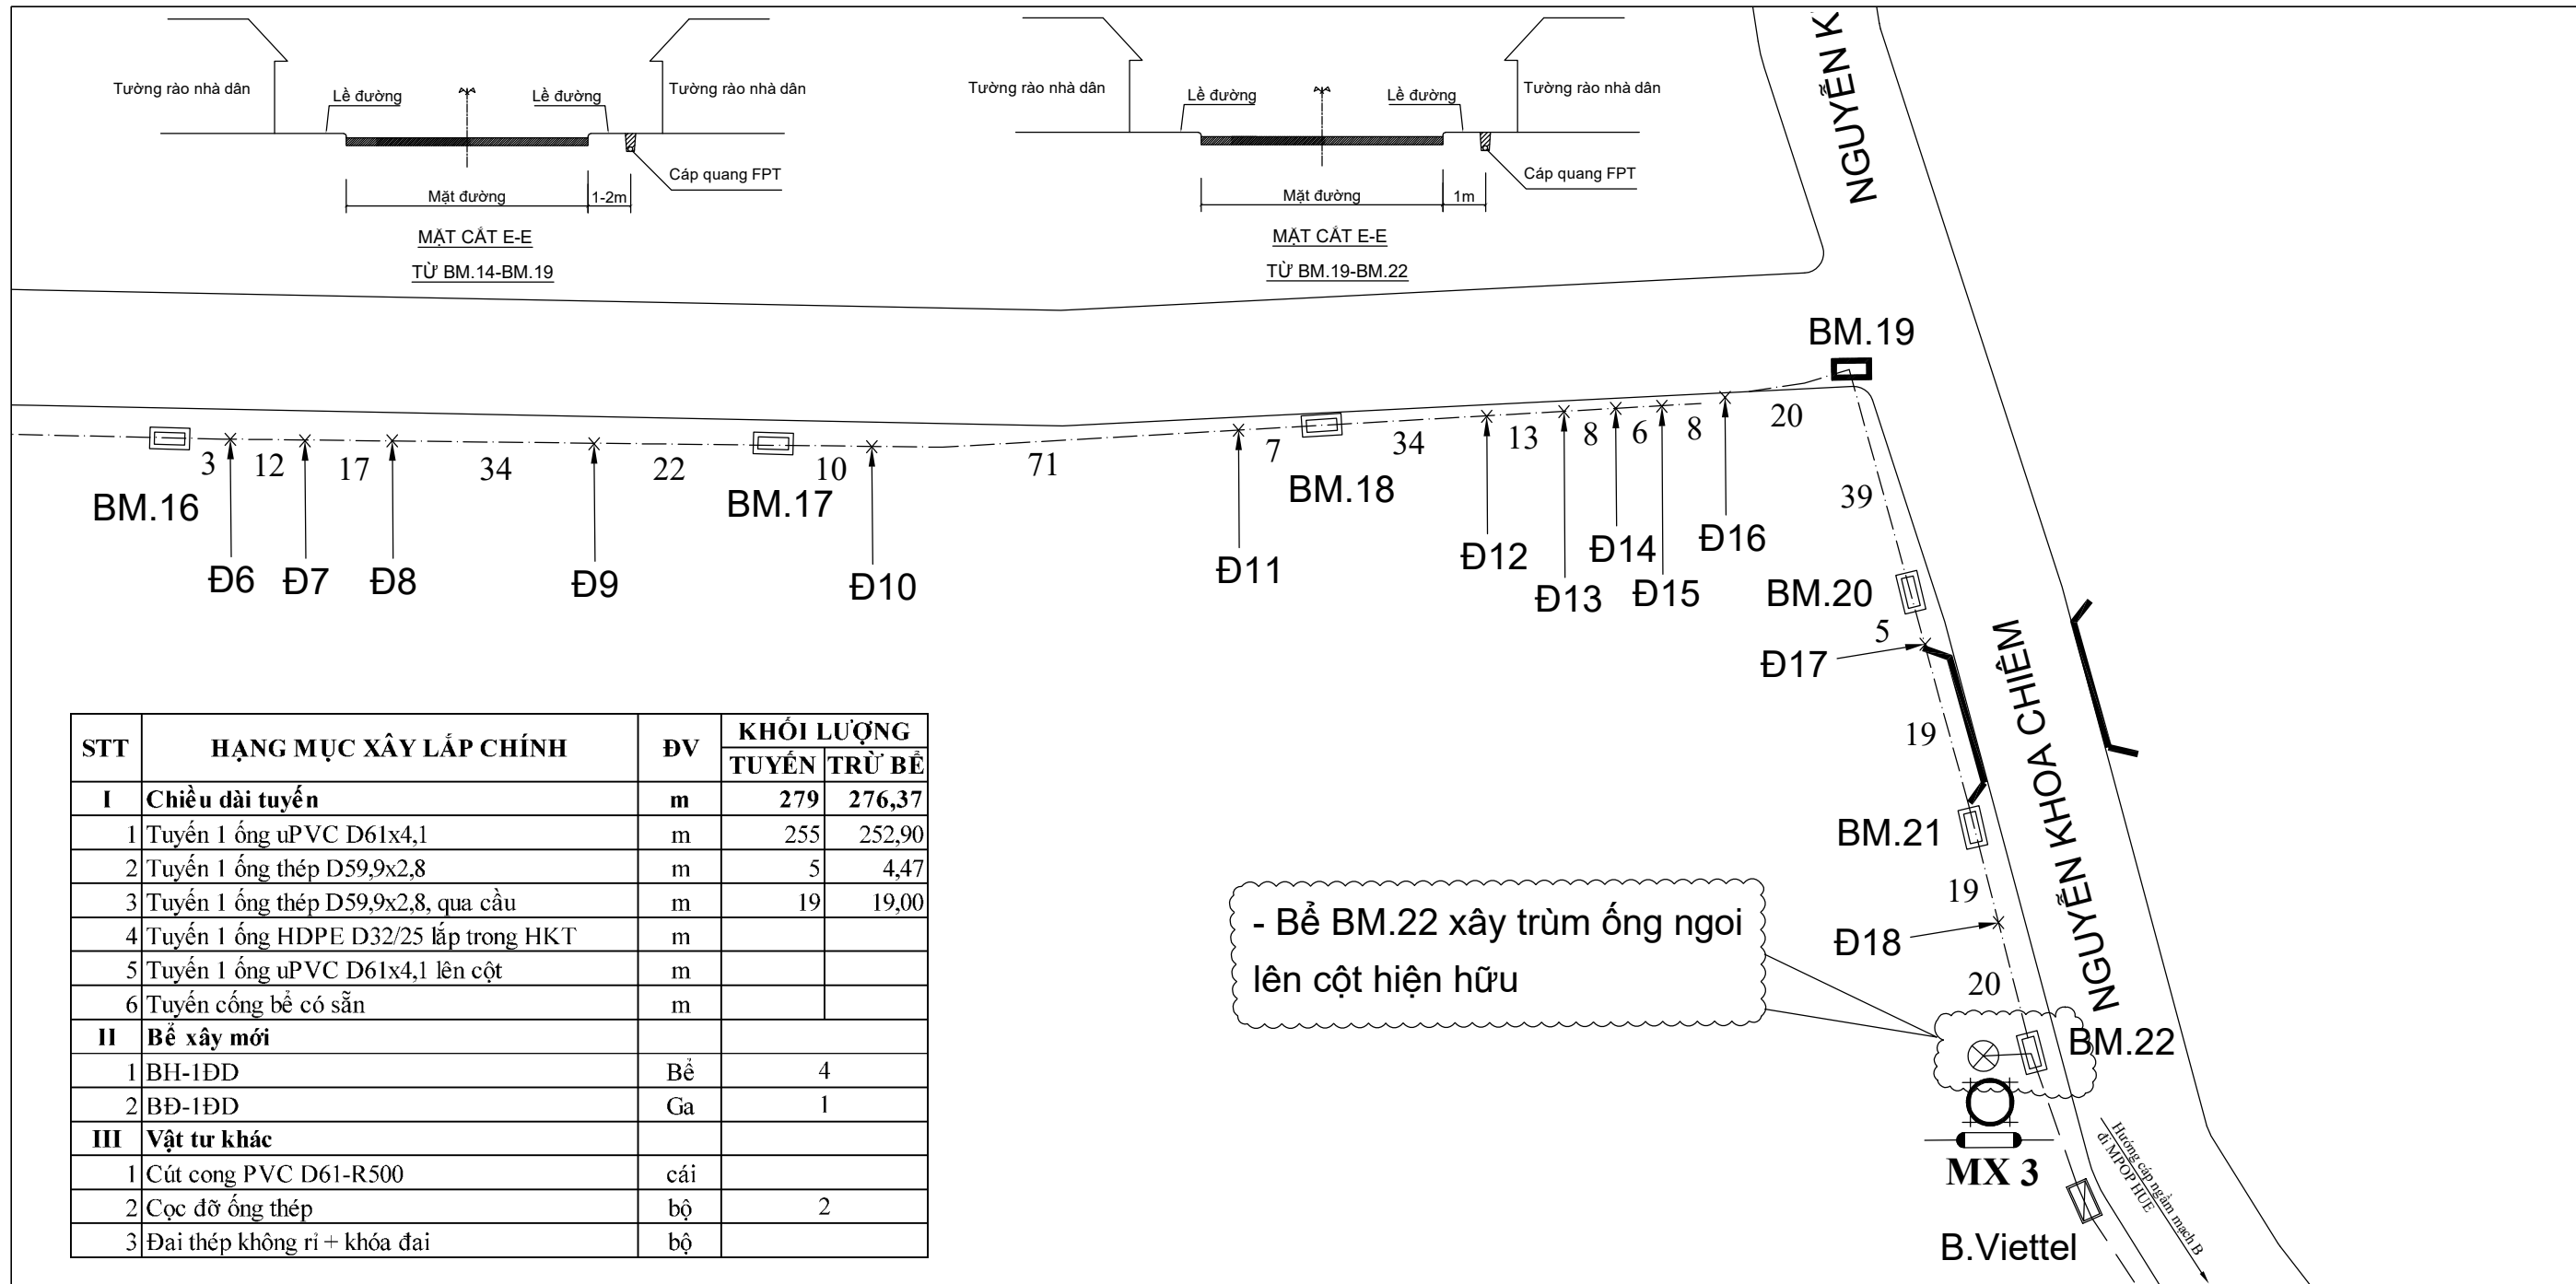 Tường rào nhà dân
Lề đường
Lề đường
Tường rào nhà dân
Cáp quang FPT
Mặt đường
1-2m
MẶT CẮT E-E
TỪ BM.14-BM.19
Tường rào nhà dân
Lề đường
Lề đường
Tường rào nhà dân
Cáp quang FPT
Mặt đường
1m
MẶT CẮT E-E
TỪ BM.19-BM.22
NGUYỄN K
BM.19
3
12
17
34
22
10
71
7
34
13
8
6
8
20
BM.16
BM.17
BM.18
Đ6
Đ7
Đ8
Đ9
Đ10
Đ11
Đ12
Đ13
Đ14
Đ15
Đ16
39
BM.20
5
Đ17
19
BM.21
19
Đ18
20
BM.22
NGUYỄN KHOA CHIÊM
- Bể BM.22 xây trùm ống ngoi
lên cột hiện hữu
MX 3
B.Viettel
Hướng cáp ngầm mạch B
đi MPOP HUE
STT HẠNG MỤC XÂY LẮP CHÍNH ĐV KHỐI LƯỢNG
TUYẾN TRỪ BỂ
I Chiều dài tuyến m 279 276,37
1 Tuyến 1 ống uPVC D61x4,1 m 255 252,90
2 Tuyến 1 ống thép D59,9x2,8 m 5 4,47
3 Tuyến 1 ống thép D59,9x2,8, qua cầu m 19 19,00
4 Tuyến 1 ống HDPE D32/25 lắp trong HKT m
5 Tuyến 1 ống uPVC D61x4,1 lên cột m
6 Tuyến cống bể có sẵn m
II Bể xây mới
1 BH-1ĐD Bể 4
2 BĐ-1ĐD Ga 1
III Vật tư khác
1 Cút cong PVC D61-R500 cái
2 Cọc đỡ ống thép bộ 2
3 Đai thép không rỉ + khóa đai bộ